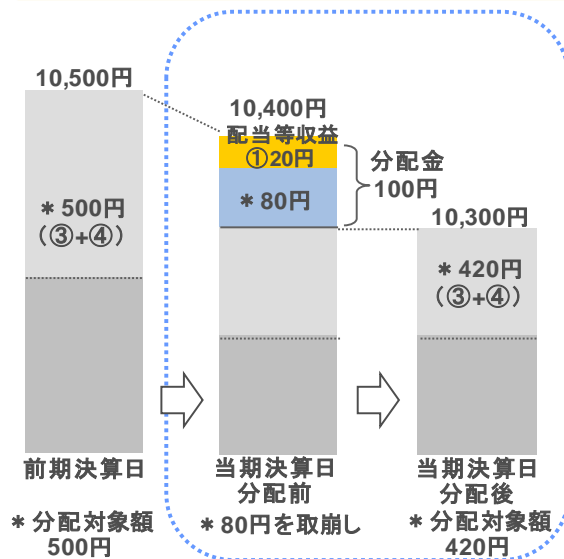 10,500円
＊500円
（③+④）
前期決算日
＊分配対象額
500円
10,400円
配当等収益
①20円
＊80円
分配金
100円
当期決算日
分配前
＊80円を取崩し
10,300円
＊420円
（③+④）
当期決算日
分配後
＊分配対象額
420円